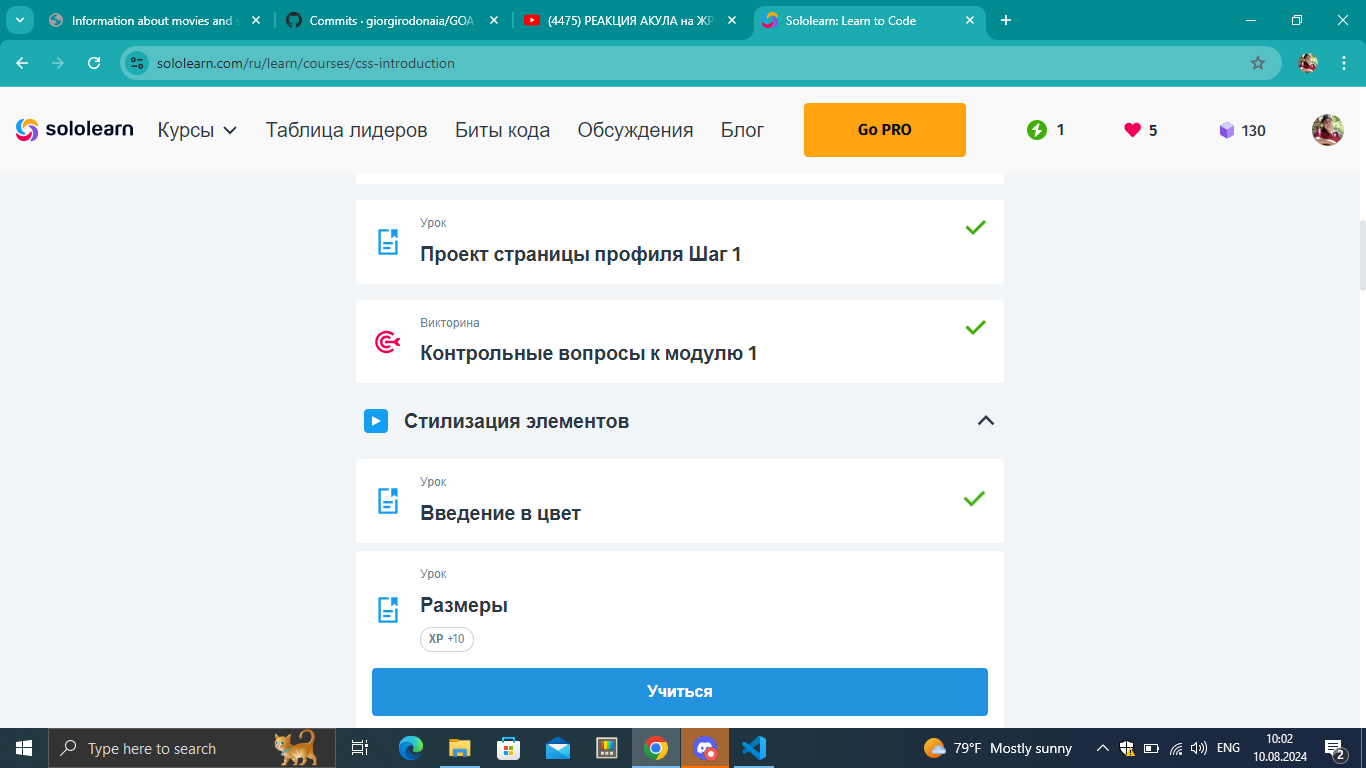 Information about movies and s
Commits · giorgirodonaia/GOA
(4475) РЕАКЦИЯ АКУЛА на ЖР
Sololearn: Learn to Code
sololearn.com/ru/learn/courses/css-introduction
sololearn
Курсы
Таблица лидеров
Биты кода
Обсуждения
Блог
Go PRO
1
5
130
Урок
Проект страницы профиля Шаг 1
Викторина
Контрольные вопросы к модулю 1
Стилизация элементов
Урок
Введение в цвет
Урок
Размеры
XP +10
Учиться
Type here to search
79°F Mostly sunny
ENG
10:02
10.08.2024
2